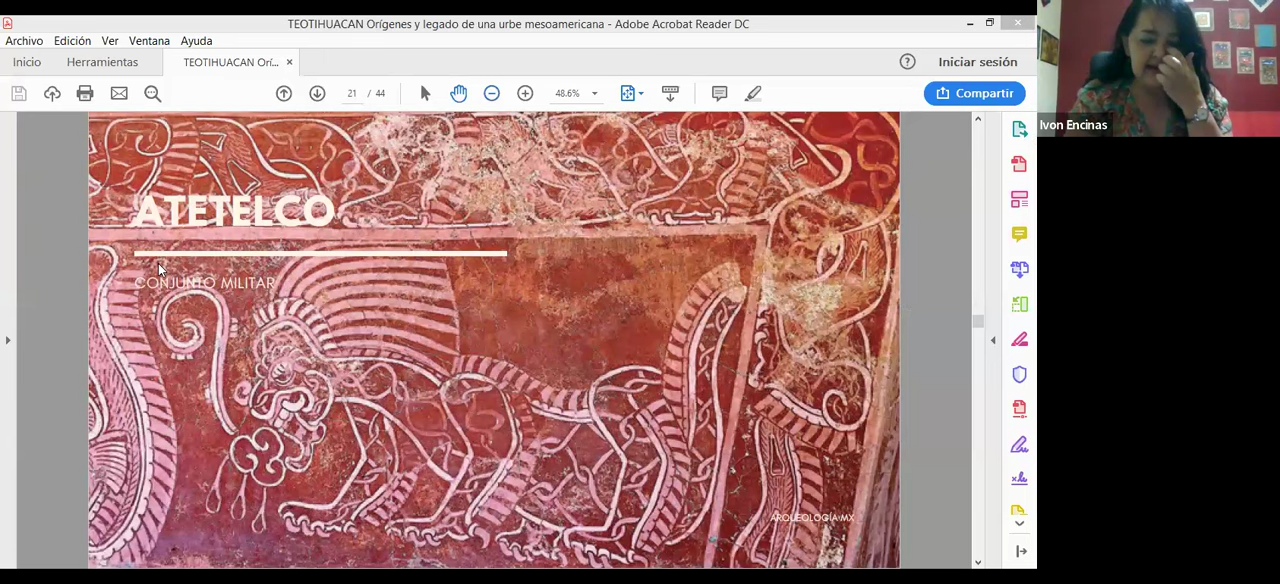 TEOTIHUACAN Orígenes y legado de una urbe mesoamericana - Adobe Acrobat Reader DC
Archivo Edición Ver Ventana Ayuda
Inicio Herramientas TEOTIHUACAN Orí... × Iniciar sesión
21 / 44 48.6% Compartir
Ivon Encinas
ATETELCO
CONJUNTO MILITAR
ARQUEOLOGÍA MX